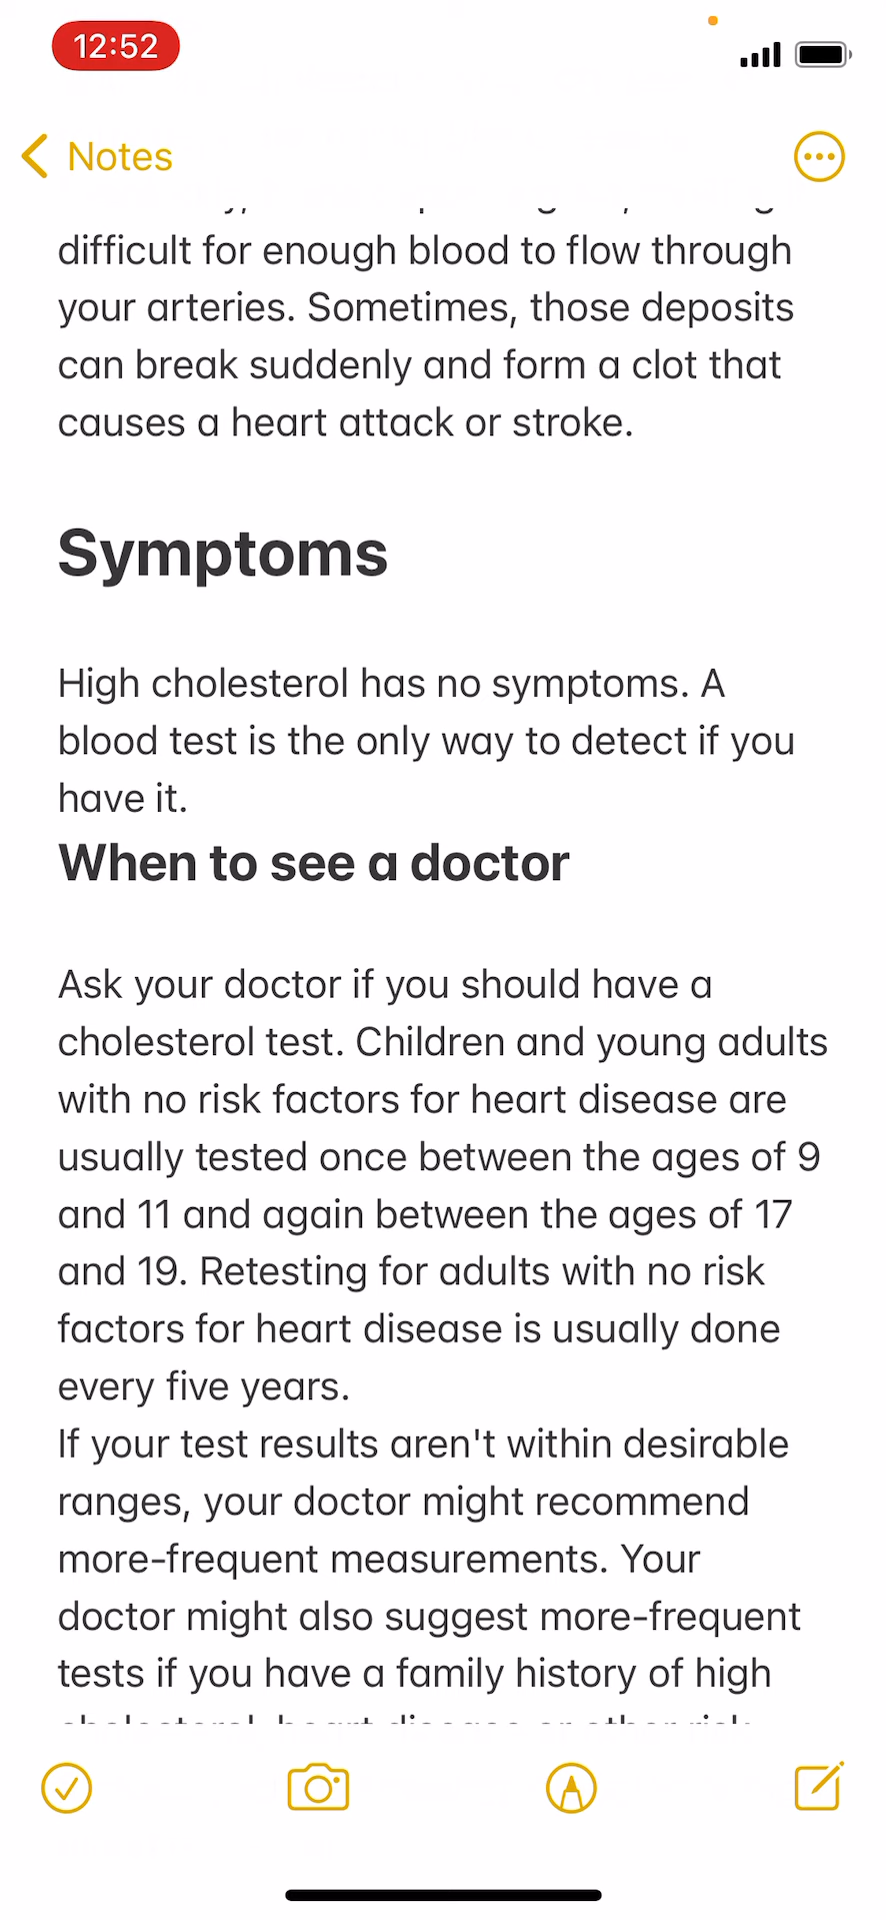 12:52
Notes
difficult for enough blood to flow through
your arteries. Sometimes, those deposits
can break suddenly and form a clot that
causes a heart attack or stroke.
Symptoms
High cholesterol has no symptoms. A
blood test is the only way to detect if you
have it.
When to see a doctor
Ask your doctor if you should have a
cholesterol test. Children and young adults
with no risk factors for heart disease are
usually tested once between the ages of 9
and 11 and again between the ages of 17
and 19. Retesting for adults with no risk
factors for heart disease is usually done
every five years.
If your test results aren't within desirable
ranges, your doctor might recommend
more-frequent measurements. Your
doctor might also suggest more-frequent
tests if you have a family history of high
cholesterol, heart disease or other risk